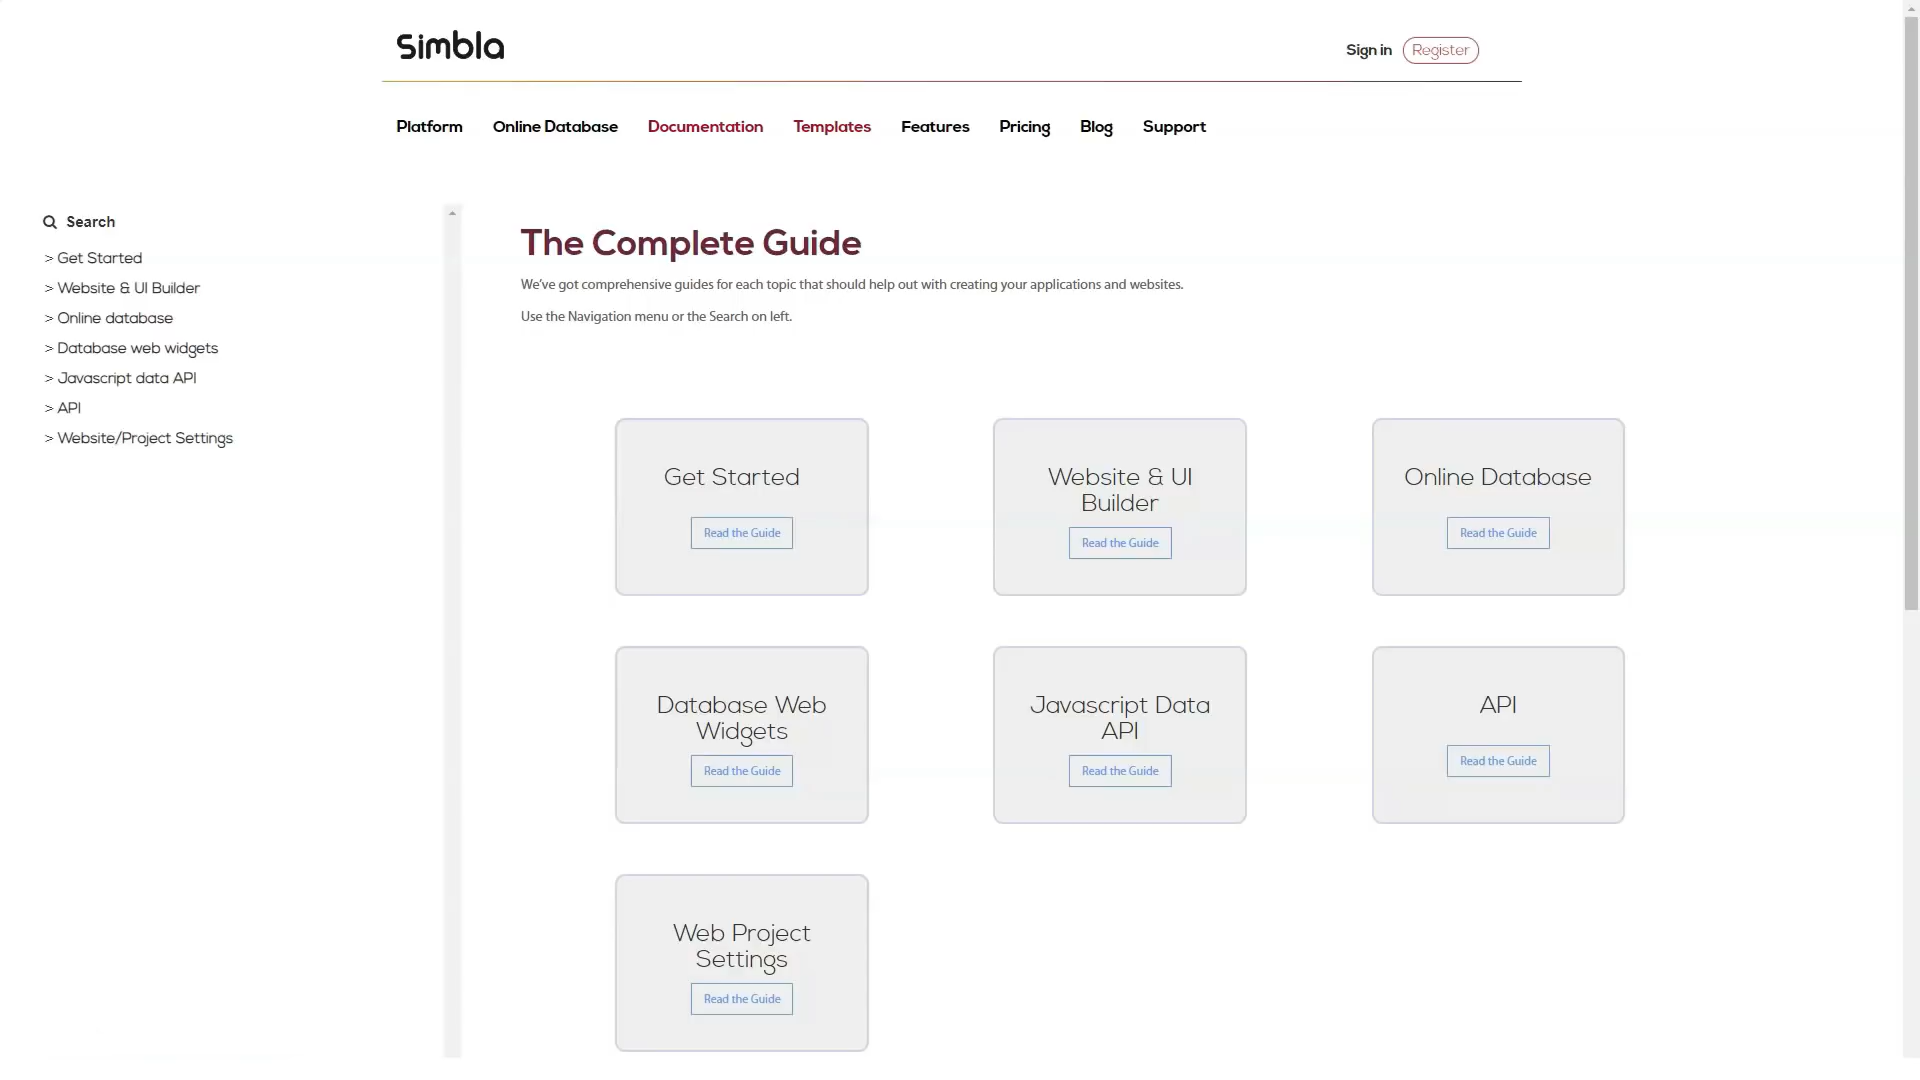 Simbla
Sign in Register
Platform Online Database Documentation Templates Features Pricing Blog Support
Search
> Get Started
> Website & UI Builder
> Online database
> Database web widgets
> Javascript data API
> API
> Website/Project Settings
The Complete Guide
We've got comprehensive guides for each topic that should help out with creating your applications and websites.
Use the Navigation menu or the Search on left.
Get Started
Read the Guide
Website & UI
Builder
Read the Guide
Online Database
Read the Guide
Database Web
Widgets
Read the Guide
Javascript Data
API
Read the Guide
API
Read the Guide
Web Project
Settings
Read the Guide